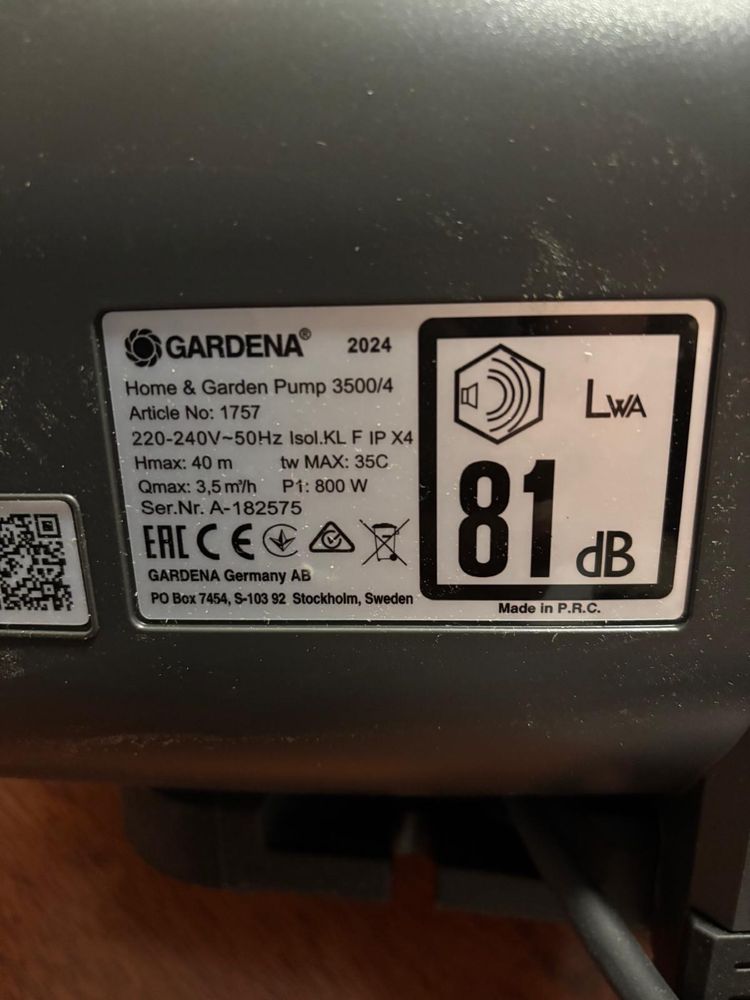 GARDENA® 2024
Home & Garden Pump 3500/4
Article No: 1757
220-240V~50Hz Isol.KL F IP X4
Hmax: 40 m tw MAX: 35C
Qmax: 3,5 m³/h P1: 800 W
Ser.Nr. A-182575
EAC CE
GARDENA Germany AB
PO Box 7454, S-103 92 Stockholm, Sweden
LWA
81 dB
Made in P.R.C.